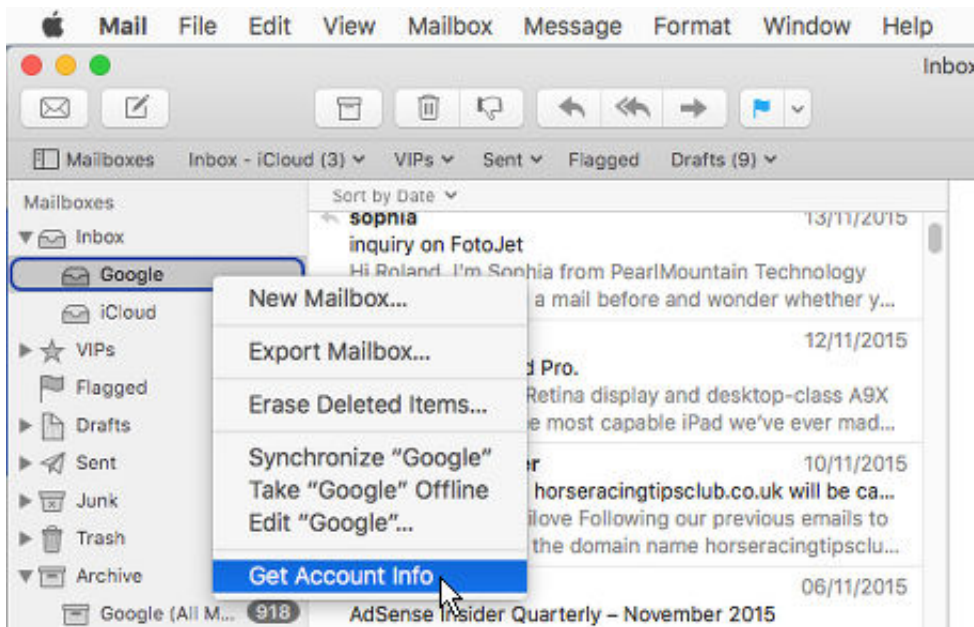 Mail File Edit View Mailbox Message Format Window Help
Inbox
Mailboxes Inbox - iCloud (3) VIPs Sent Flagged Drafts (9)
Mailboxes
Inbox
Google
iCloud
VIPs
Flagged
Drafts
Sent
Junk
Trash
Archive
Google (All M... 918
Sort by Date
sophia 13/11/2015
inquiry on FotoJet
Hi Roland, I'm Sophia from PearlMountain Technology
a mail before and wonder whether y...
12/11/2015
d Pro.
Retina display and desktop-class A9X
e most capable iPad we've ever mad...
er 10/11/2015
horseracingtipsclub.co.uk will be ca...
ilove Following our previous emails to
the domain name horseracingtipsclu...
06/11/2015
AdSense Insider Quarterly – November 2015
New Mailbox...
Export Mailbox...
Erase Deleted Items...
Synchronize “Google”
Take “Google” Offline
Edit “Google”...
Get Account Info